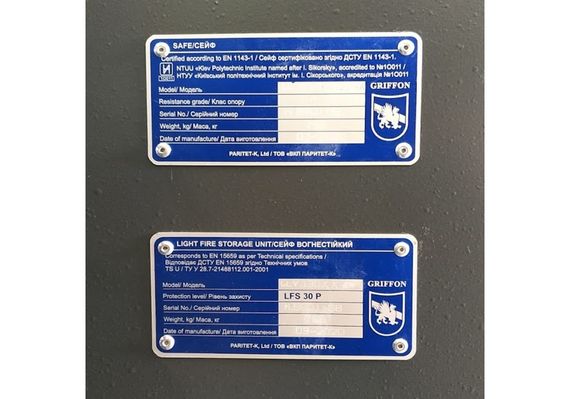 SAFE/СЕЙФ
Certified according to EN 1143-1 / Сейф сертифіковано згідно ДСТУ EN 1143-1.
NTUU «Kiev Polytechnic Institute named after I. Sikorsky», accredited to №1О011 /
НТУУ «Київський політехнічний інститут ім. І. Сікорського», акредитація №1О011
Model/ Модель
GRIFFON
Resistance grade/ Клас опору
Serial No./ Серійний номер
Weight, kg/ Маса, кг
Date of manufacture/ Дата виготовлення
PARITET-K, Ltd / ТОВ «ВКП ПАРИТЕТ-К»
LIGHT FIRE STORAGE UNIT/СЕЙФ ВОГНЕСТІЙКИЙ
Corresponds to EN 15659 as per Technical specifications /
Відповідає ДСТУ EN 15659 згідно Технічних умов
TS U / ТУ У 28.7-21488112.001-2001
Model/ Модель
GRIFFON
Protection level/ Рівень захисту LFS 30 P
Serial No./ Серійний номер
Weight, kg/ Маса, кг
Date of manufacture/ Дата виготовлення
PARITET-K, Ltd / ТОВ «ВКП ПАРИТЕТ-К»